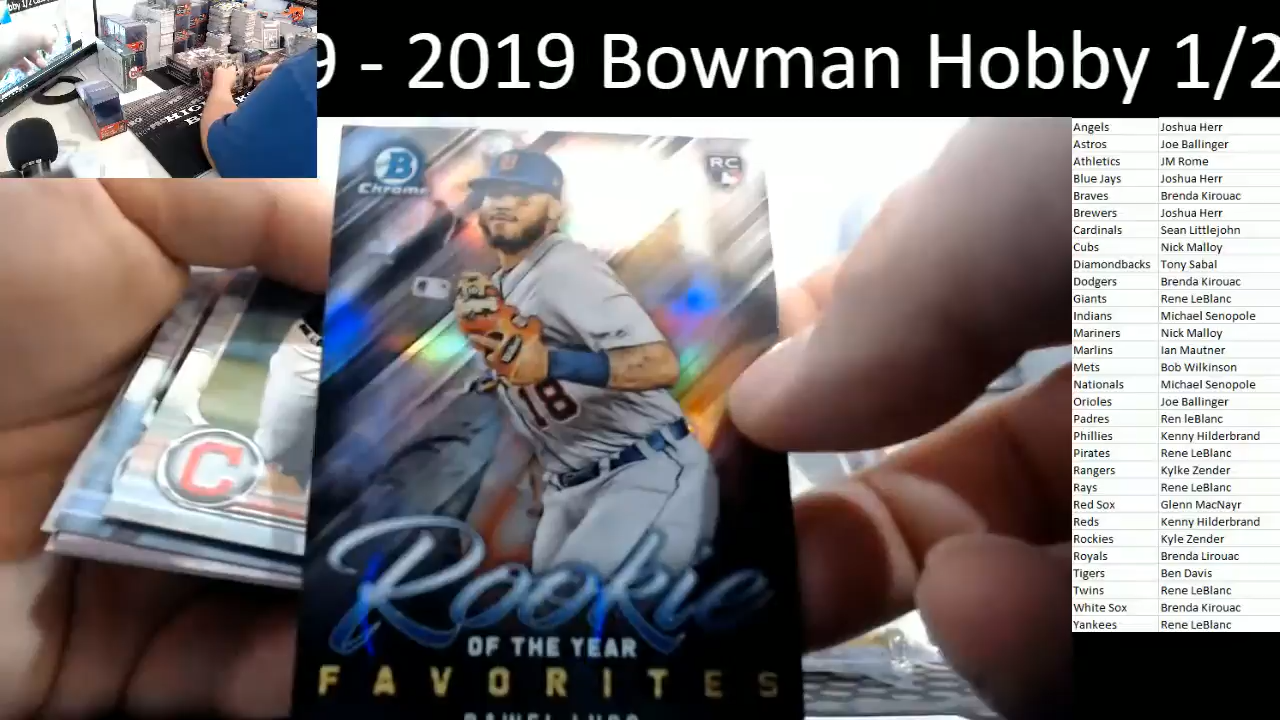 9 - 2019 Bowman Hobby 1/2
B
Chrome
RC
18
C
Rookie
OF THE YEAR
FAVORITES
Angels Joshua Herr
Astros Joe Ballinger
Athletics JM Rome
Blue Jays Joshua Herr
Braves Brenda Kirouac
Brewers Joshua Herr
Cardinals Sean Littlejohn
Cubs Nick Malloy
Diamondbacks Tony Sabal
Dodgers Brenda Kirouac
Giants Rene LeBlanc
Indians Michael Senopole
Mariners Nick Malloy
Marlins Ian Mautner
Mets Bob Wilkinson
Nationals Michael Senopole
Orioles Joe Ballinger
Padres Ren leBlanc
Phillies Kenny Hilderbrand
Pirates Rene LeBlanc
Rangers Kylke Zender
Rays Rene LeBlanc
Red Sox Glenn MacNayr
Reds Kenny Hilderbrand
Rockies Kyle Zender
Royals Brenda Lirouac
Tigers Ben Davis
Twins Rene LeBlanc
White Sox Brenda Kirouac
Yankees Rene LeBlanc